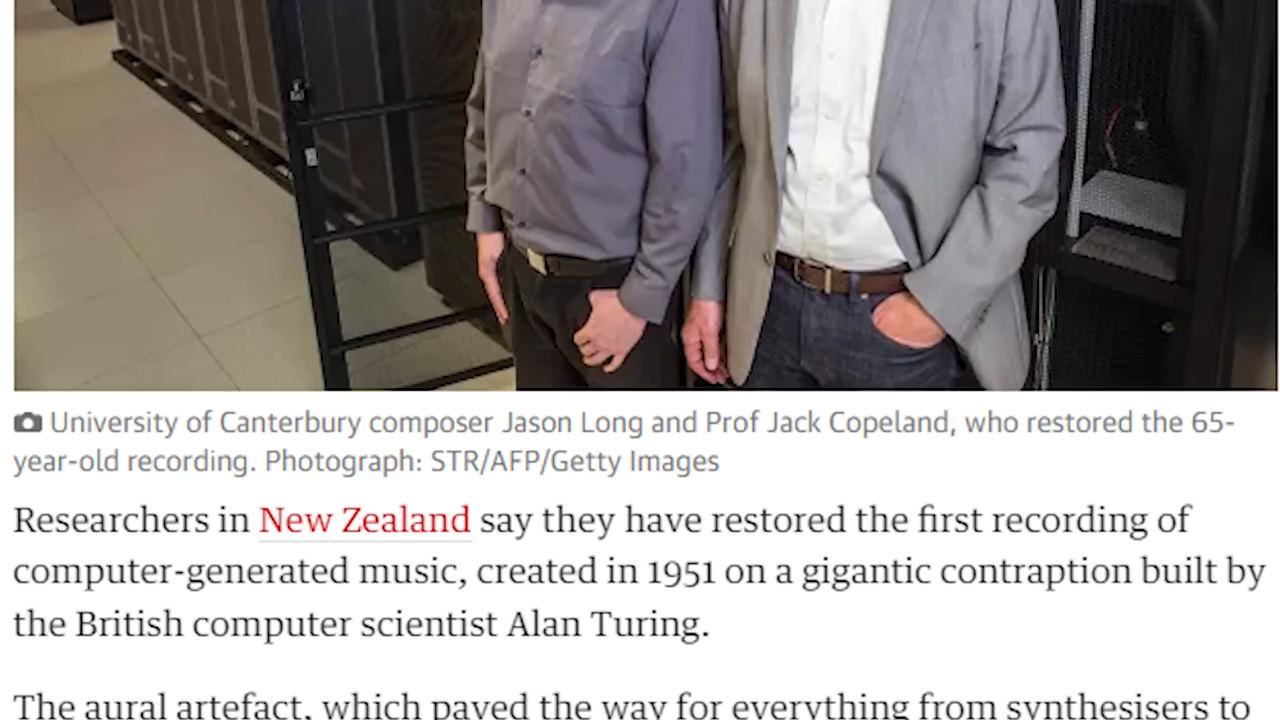 University of Canterbury composer Jason Long and Prof Jack Copeland, who restored the 65-
year-old recording. Photograph: STR/AFP/Getty Images
Researchers in New Zealand say they have restored the first recording of
computer-generated music, created in 1951 on a gigantic contraption built by
the British computer scientist Alan Turing.
The aural artefact, which paved the way for everything from synthesisers to